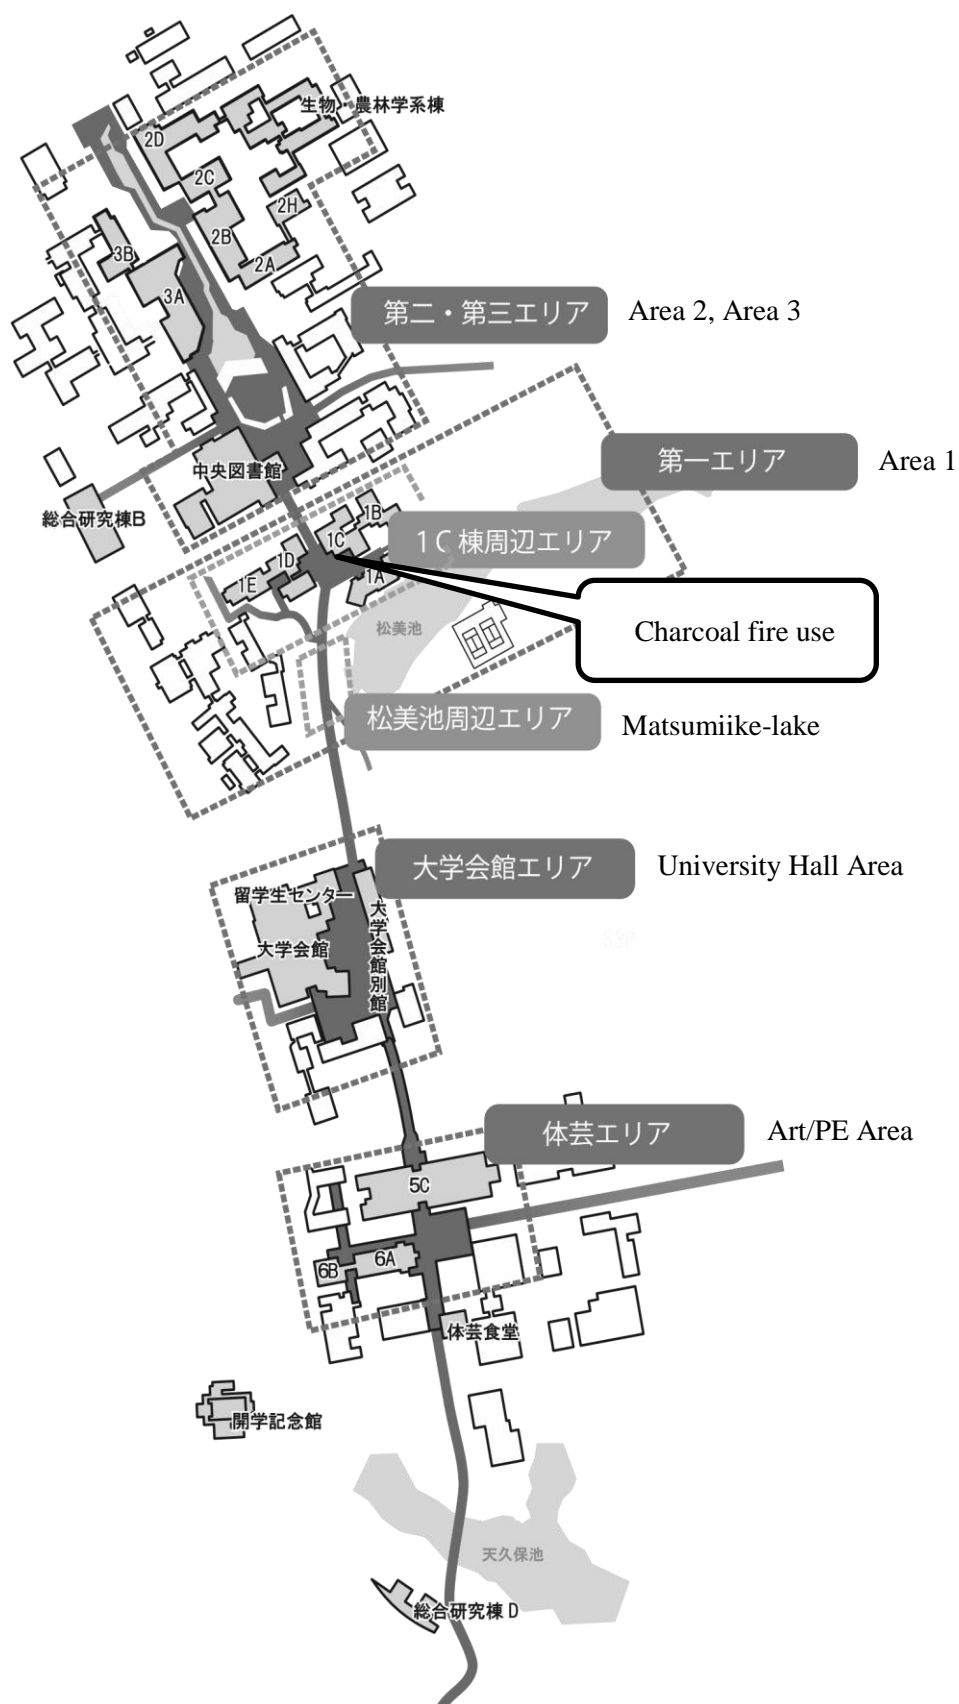 生物・農林学系棟
2D
2C
2H
2B
2A
3B
3A
第二・第三エリア
Area 2, Area 3
第一エリア
Area 1
中央図書館
総合研究棟B
1B
1C
1C棟周辺エリア
1D
1A
1E
Charcoal fire use
松美池
松美池周辺エリア
Matsumiike-lake
大学会館エリア
University Hall Area
留学生センター
大学会館
大学会館別館
53P
体芸エリア
Art/PE Area
5C
6A
6B
体芸食堂
開学記念館
天久保池
総合研究棟 D